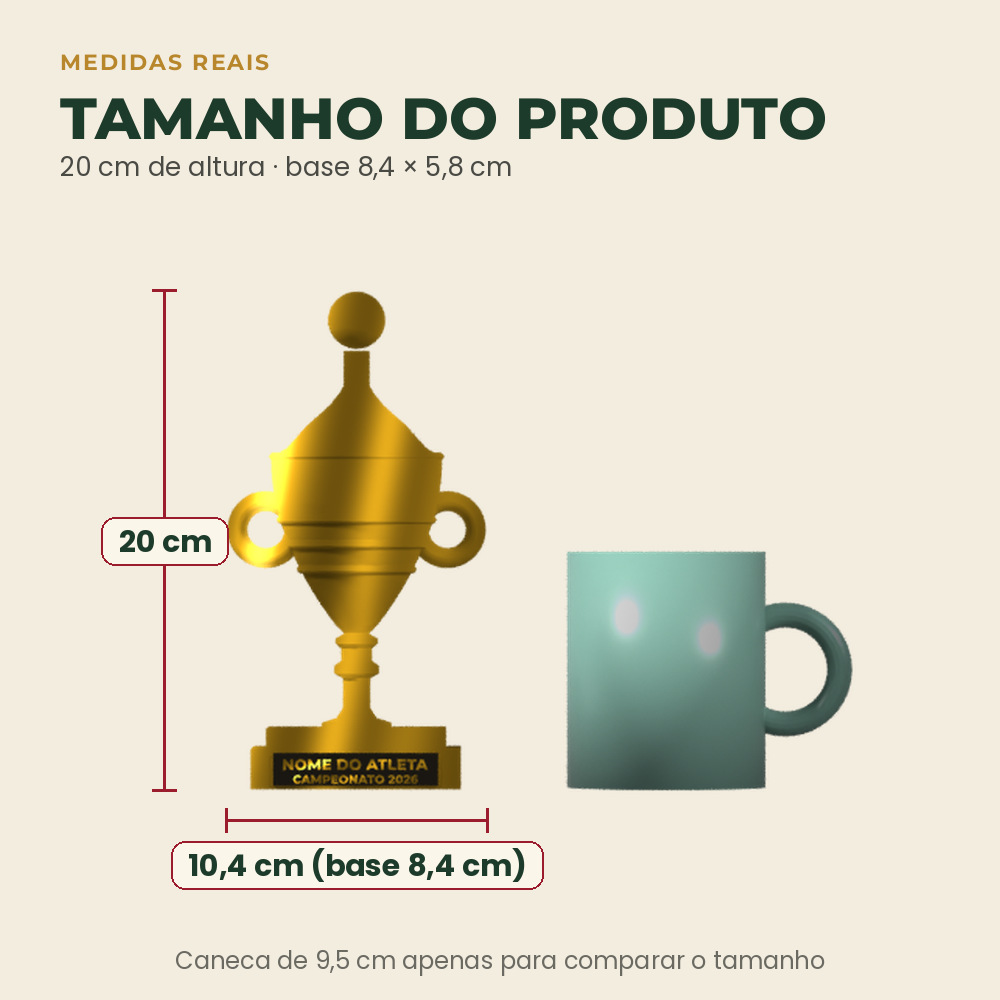 MEDIDAS REAIS
TAMANHO DO PRODUTO
20 cm de altura · base 8,4 × 5,8 cm
20 cm
NOME DO ATLETA
CAMPEONATO 2026
10,4 cm (base 8,4 cm)
Caneca de 9,5 cm apenas para comparar o tamanho